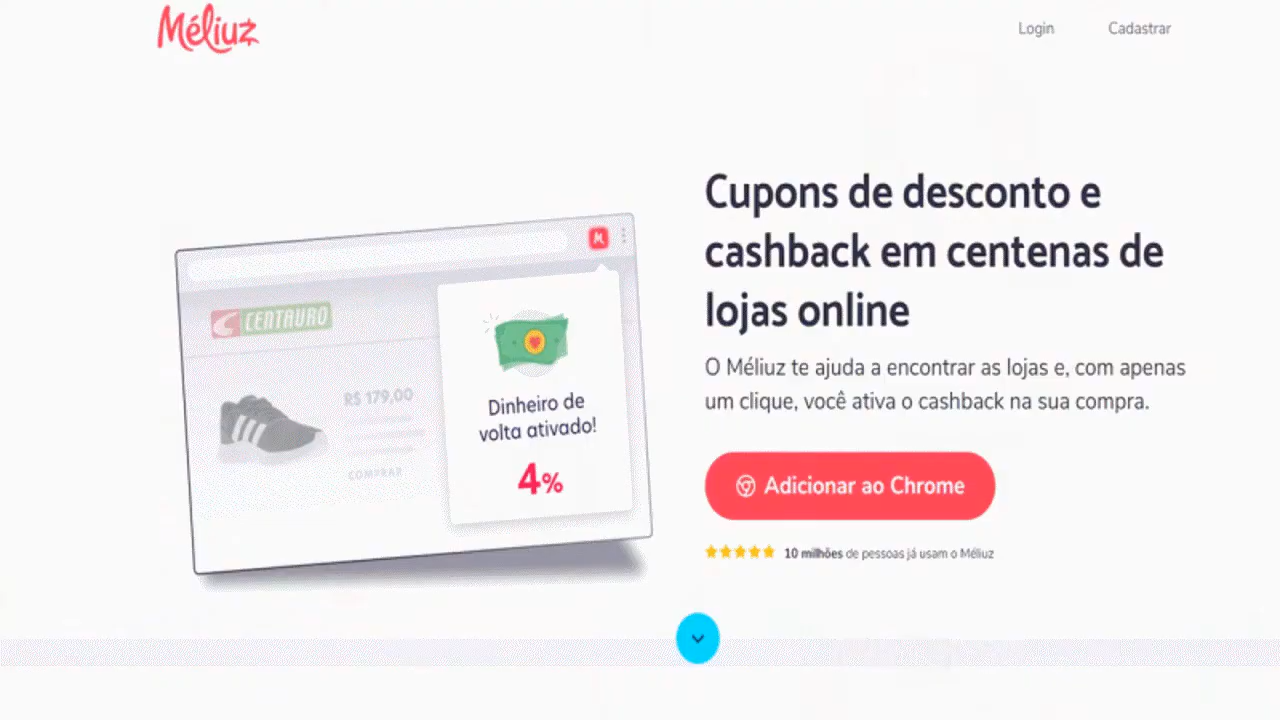 Méliuz
Login
Cadastrar
Cupons de desconto e
cashback em centenas de
lojas online
O Méliuz te ajuda a encontrar as lojas e, com apenas
um clique, você ativa o cashback na sua compra.
Adicionar ao Chrome
10 milhões de pessoas já usam o Méliuz
M
CENTAURO
R$ 179,00
COMPRAR
Dinheiro de
volta ativado!
4%